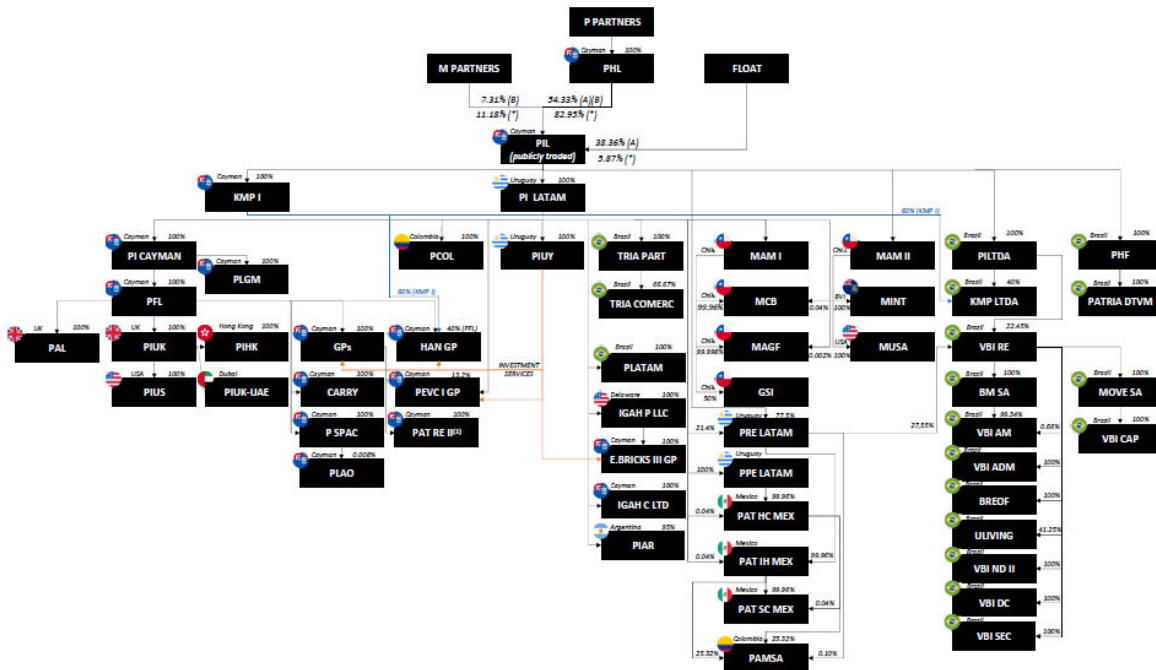 P PARTNERS
Cayman 100%
M PARTNERS PHL FLOAT
7.31% (B) 54.33% (A)(B)
11.18% (*) 82.95% (*)
Cayman
PIL
(publicly traded)
38.36% (A)
5.87% (*)
Cayman 100% Uruguay 100%
KMP I PI LATAM
60% (KMP I)
Cayman 100% Colombia 100% Uruguay 100% Brazil 100% Brazil 100% Brazil 100%
PI CAYMAN PCOL PIUY TRIA PART MAM I MAM II PILTDA PHF
Cayman 100%
PLGM
Cayman 100% Brazil 66.67% Chile 99.96% 0.04% BVI 100% Brazil 40% Brazil 100%
PFL TRIA COMERC MCB MINT KMP LTDA PATRIA DTVM
60% (KMP I)
UK 100% UK 100% Hong Kong 100% Cayman 100% Cayman 40% (PFL) Chile 99.998% 0.002% USA 100% Brazil 22.45%
PAL PIUK PIHK GPs HAN GP MAGF MUSA VBI RE
INVESTMENT
SERVICES
Brazil 100%
PLATAM
USA 100% Dubai Cayman 100% Cayman 13.2% Chile 50% Brazil 100% Brazil 100%
PIUS PIUK-UAE CARRY PEVC I GP GSI BM SA MOVE SA
Delaware 100%
IGAH P LLC
Cayman 100% Cayman 100% 21.4% Uruguay 77.5% 27,55% Brazil 99.34% 0.66% Brazil 100%
P SPAC PAT RE II(1) PRE LATAM VBI AM VBI CAP
Cayman 0.008% Cayman 100% 100% Uruguay Brazil 100%
PLAO E.BRICKS III GP PPE LATAM VBI ADM
Cayman 100% 0.04% Mexico 99.96% Brazil 100%
IGAH C LTD PAT HC MEX BREOF
Argentina 95% 0.04% Mexico 99.96% Brazil 41.25%
PIAR PAT IH MEX ULIVING
Mexico 99.96% 0.04% Brazil
PAT SC MEX VBI ND II
Brazil 100%
VBI DC
25.32% Colombia 25.32% 0.10% Brazil 100%
PAMSA VBI SEC